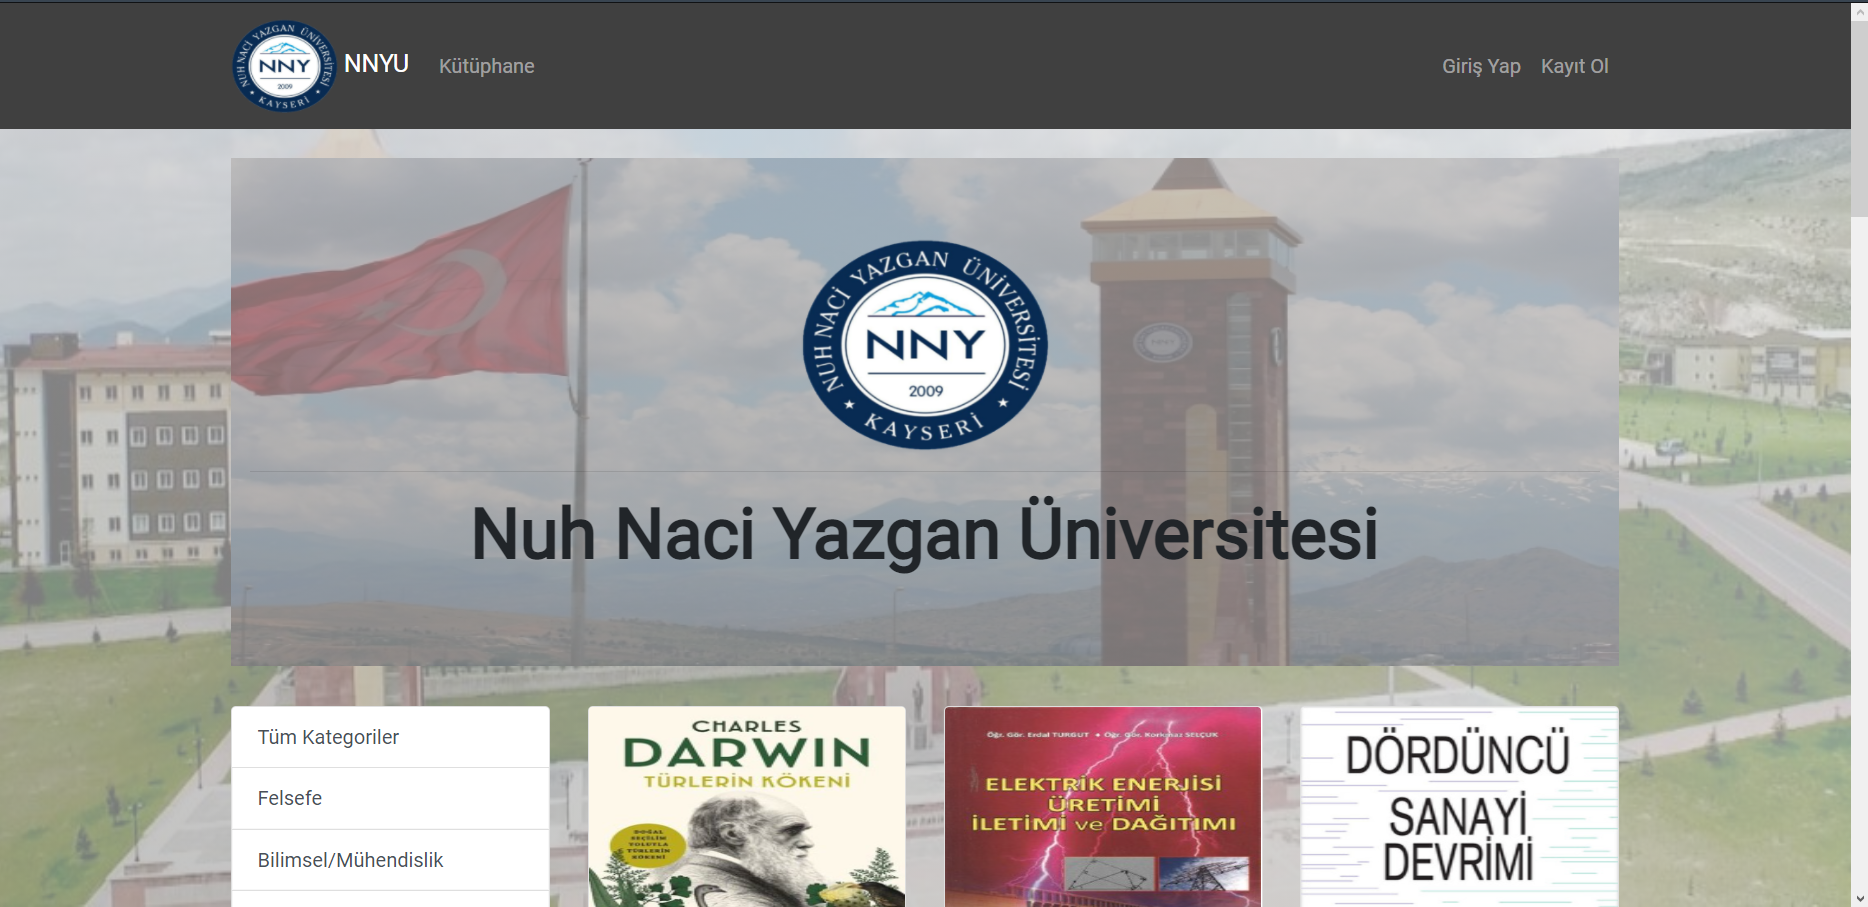 NUH NACİ YAZGAN ÜNİVERSİTESİ
NNY
2009
KAYSERİ
NNYU
Kütüphane
Giriş Yap
Kayıt Ol
NUH NACİ YAZGAN ÜNİVERSİTESİ
NNY
2009
KAYSERİ
Nuh Naci Yazgan Üniversitesi
Tüm Kategoriler
Felsefe
Bilimsel/Mühendislik
CHARLES
DARWIN
TÜRLERİN KÖKENİ
DOĞAL
SEÇİLİM
YOLUYLA
TÜRLERİN
KÖKENİ
Öğr. Gör. Erdal TURGUT • Öğr. Gör. Korkmaz SELÇUK
ELEKTRİK ENERJİSİ
ÜRETİMİ
İLETİMİ ve DAĞITIMI
DÖRDÜNCÜ
SANAYİ
DEVRİMİ